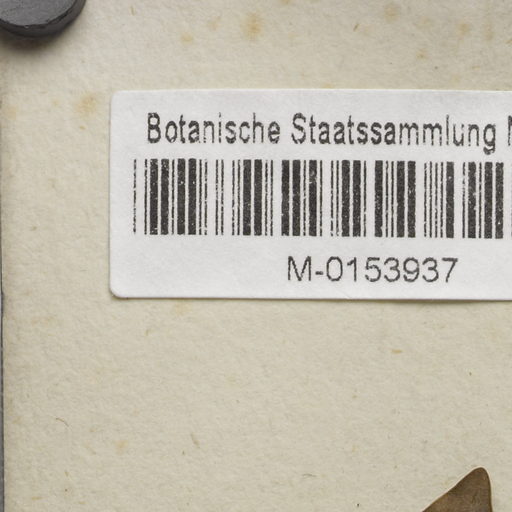 Botanische Staatssammlung
M-0153937